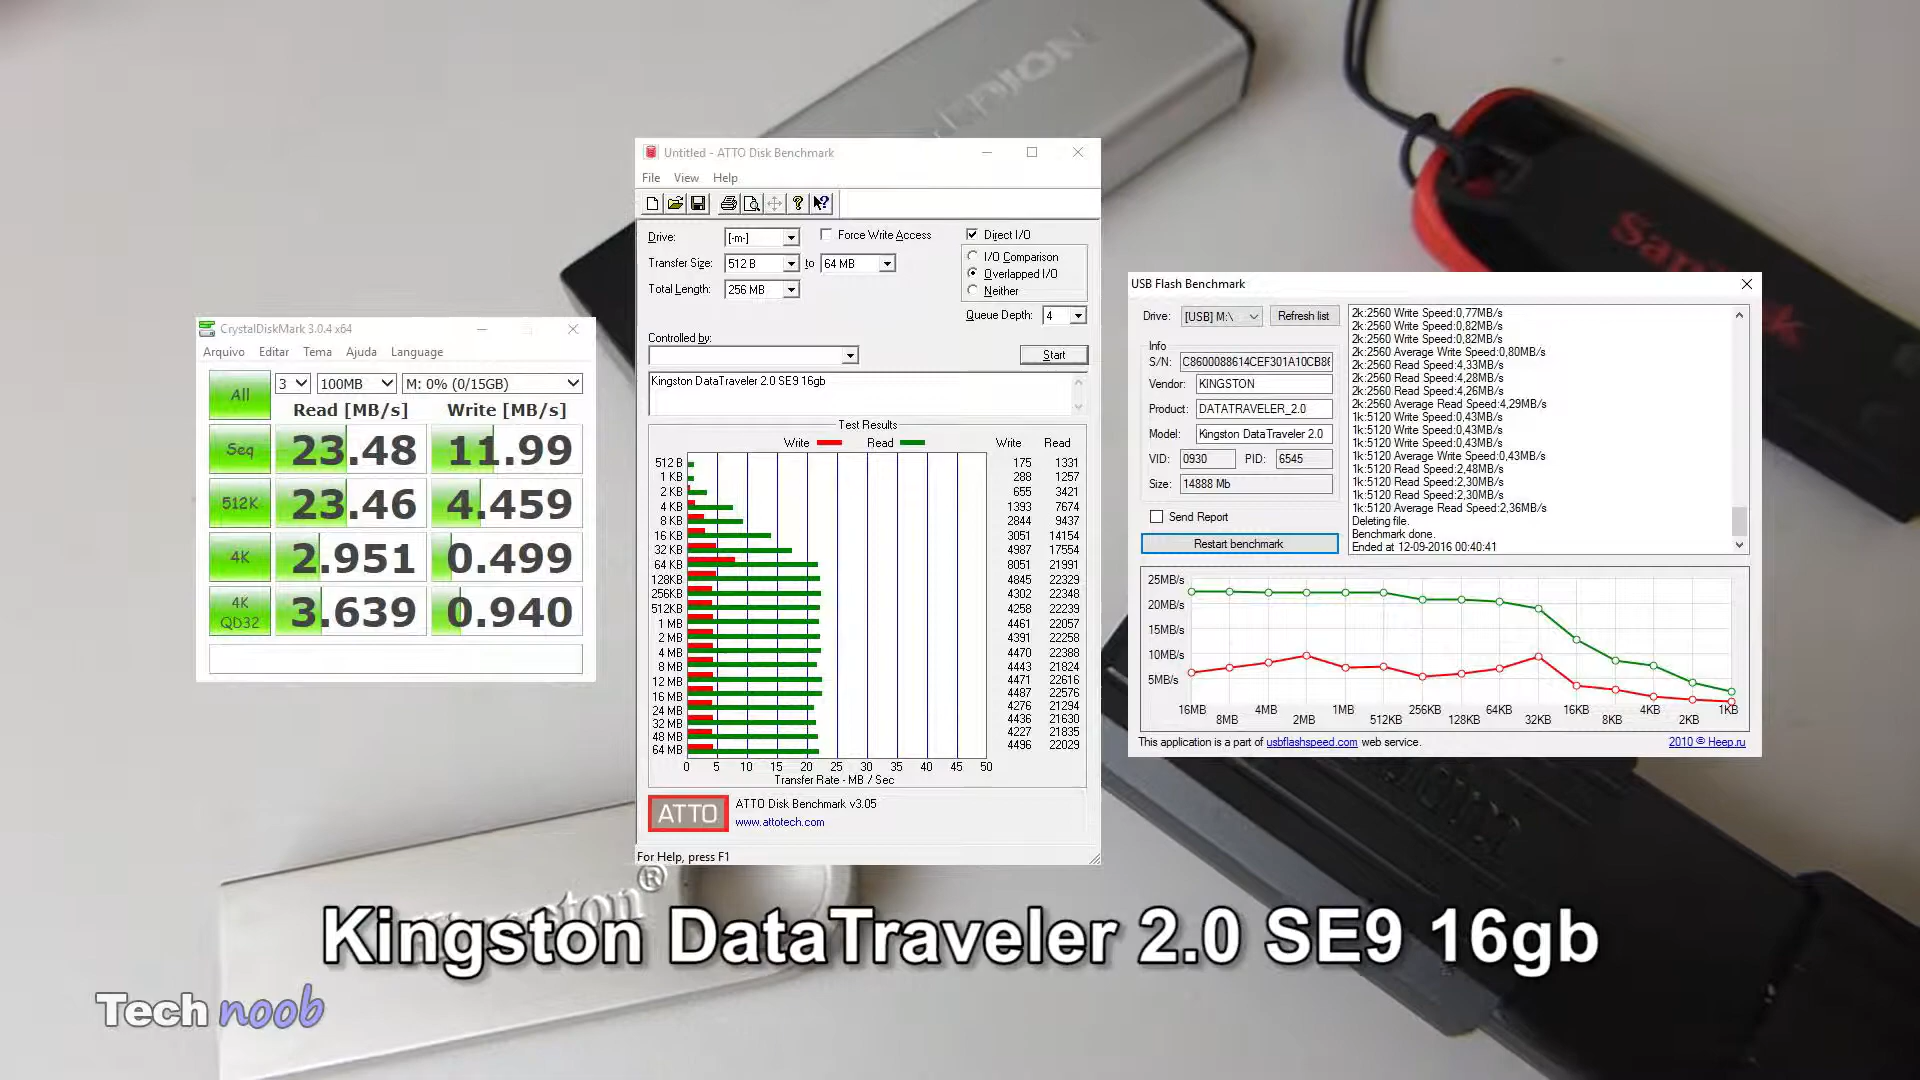 CrystalDiskMark 3.0.4 x64
Arquivo Editar Tema Ajuda Language
All 3 100MB M: 0% (0/15GB)
Read [MB/s] Write [MB/s]
Seq 23.48 11.99
512K 23.46 4.459
4K 2.951 0.499
4K QD32 3.639 0.940
Untitled - ATTO Disk Benchmark
File View Help
Drive: [-m-] Force Write Access Direct I/O
I/O Comparison
Transfer Size: 512 B to 64 MB Overlapped I/O
Total Length: 256 MB Neither
Queue Depth: 4
Controlled by:
Start
Kingston DataTraveler 2.0 SE9 16gb
Test Results
Write Read Write Read
512 B 175 1331
1 KB 288 1257
2 KB 655 3421
4 KB 1393 7674
8 KB 2844 9437
16 KB 3051 14154
32 KB 4987 17554
64 KB 8051 21991
128KB 4845 22329
256KB 4302 22348
512KB 4258 22239
1 MB 4461 22057
2 MB 4391 22258
4 MB 4470 22388
8 MB 4443 21824
12 MB 4471 22616
16 MB 4487 22576
24 MB 4276 21294
32 MB 4436 21630
48 MB 4227 21835
64 MB 4496 22029
0 5 10 15 20 25 30 35 40 45 50
Transfer Rate - MB / Sec
ATTO
ATTO Disk Benchmark v3.05
www.attotech.com
For Help, press F1
USB Flash Benchmark
Drive: [USB] M:\ Refresh list
Info
S/N: C8600088614CEF301A10CB8
Vendor: KINGSTON
Product: DATATRAVELER_2.0
Model: Kingston DataTraveler 2.0
VID: 0930 PID: 6545
Size: 14888 Mb
Send Report
Restart benchmark
2k:2560 Write Speed:0,77MB/s
2k:2560 Write Speed:0,82MB/s
2k:2560 Write Speed:0,82MB/s
2k:2560 Average Write Speed:0,80MB/s
2k:2560 Read Speed:4,33MB/s
2k:2560 Read Speed:4,28MB/s
2k:2560 Read Speed:4,26MB/s
2k:2560 Average Read Speed:4,29MB/s
1k:5120 Write Speed:0,43MB/s
1k:5120 Write Speed:0,43MB/s
1k:5120 Average Write Speed:0,43MB/s
1k:5120 Read Speed:2,48MB/s
1k:5120 Read Speed:2,30MB/s
1k:5120 Read Speed:2,30MB/s
1k:5120 Average Read Speed:2,36MB/s
Deleting file.
Benchmark done.
Ended at 12-09-2016 00:40:41
25MB/s
20MB/s
15MB/s
10MB/s
5MB/s
16MB 4MB 1MB 256KB 64KB 16KB 4KB 1KB
8MB 2MB 512KB 128KB 32KB 8KB 2KB
This application is a part of usbflashspeed.com web service. 2010 © Heep.ru
Kingston DataTraveler 2.0 SE9 16gb
Tech noob